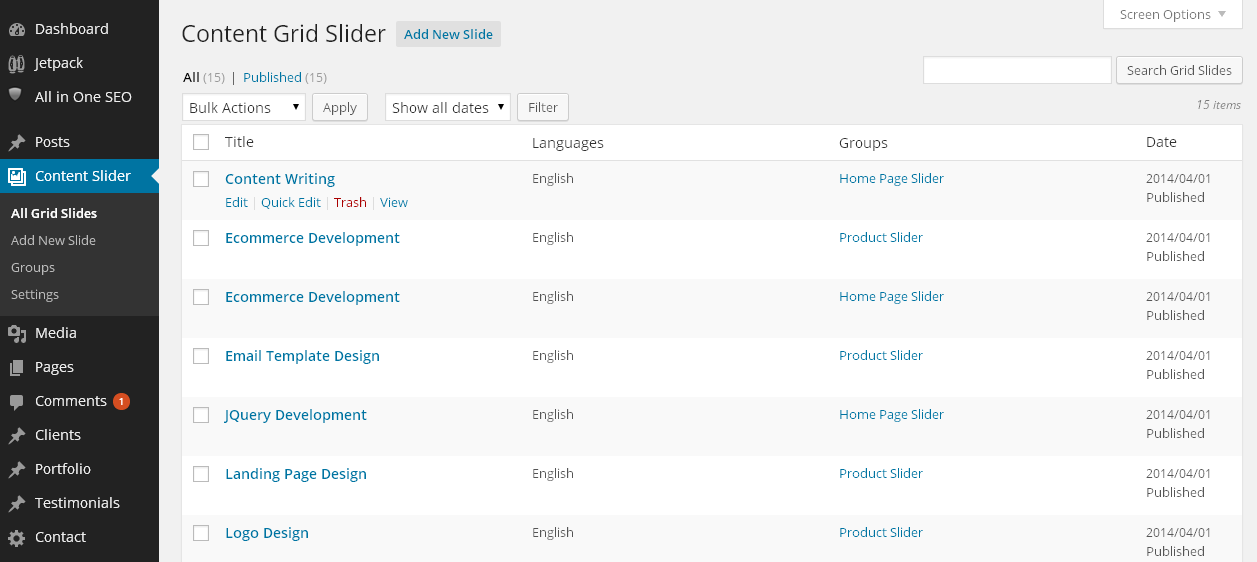 Dashboard
Jetpack
All in One SEO
Posts
Content Slider
All Grid Slides
Add New Slide
Groups
Settings
Media
Pages
Comments 1
Clients
Portfolio
Testimonials
Contact
Screen Options
Content Grid Slider Add New Slide
All (15) | Published (15)
Search Grid Slides
Bulk Actions Apply Show all dates Filter
15 items
Title Languages Groups Date
Content Writing English Home Page Slider 2014/04/01
Published
Edit | Quick Edit | Trash | View
Ecommerce Development English Product Slider 2014/04/01
Published
Ecommerce Development English Home Page Slider 2014/04/01
Published
Email Template Design English Product Slider 2014/04/01
Published
JQuery Development English Home Page Slider 2014/04/01
Published
Landing Page Design English Product Slider 2014/04/01
Published
Logo Design English Product Slider 2014/04/01
Published